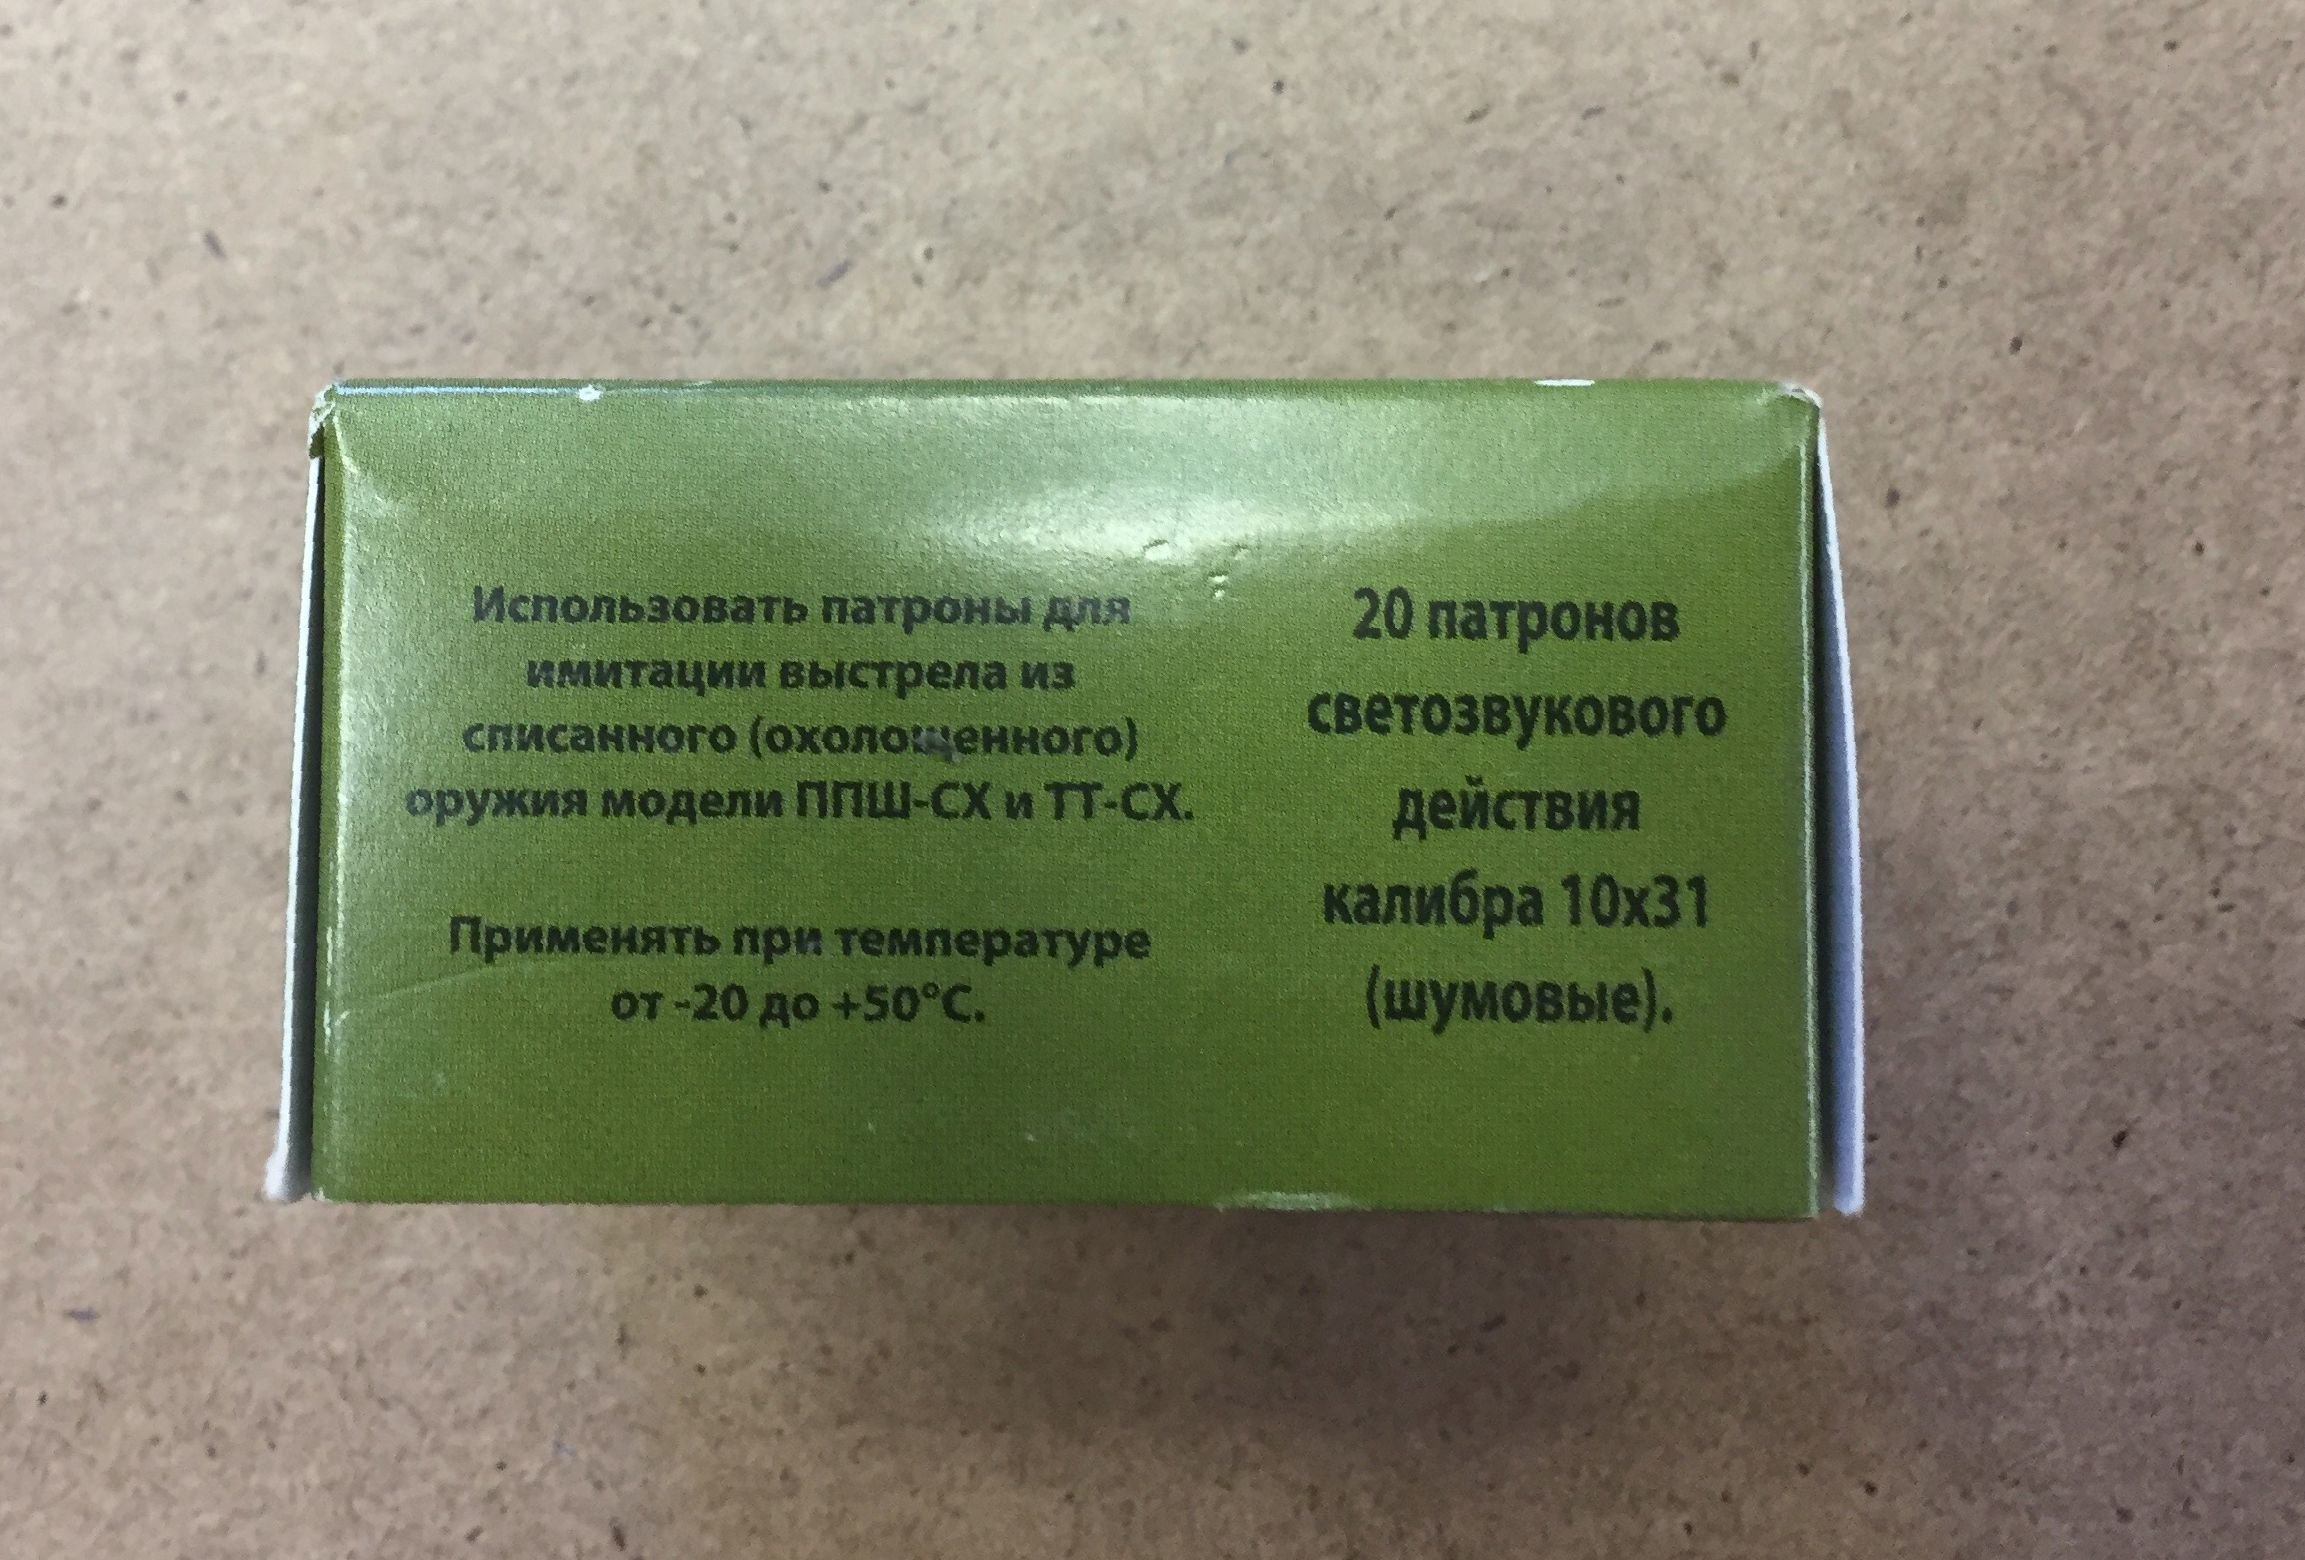 Использовать патроны для
имитации выстрела из
списанного (охолощенного)
оружия модели ППШ-СХ и ТТ-СХ.
Применять при температуре
от -20 до +50°С.
20 патронов
светозвукового
действия
калибра 10х31
(шумовые).